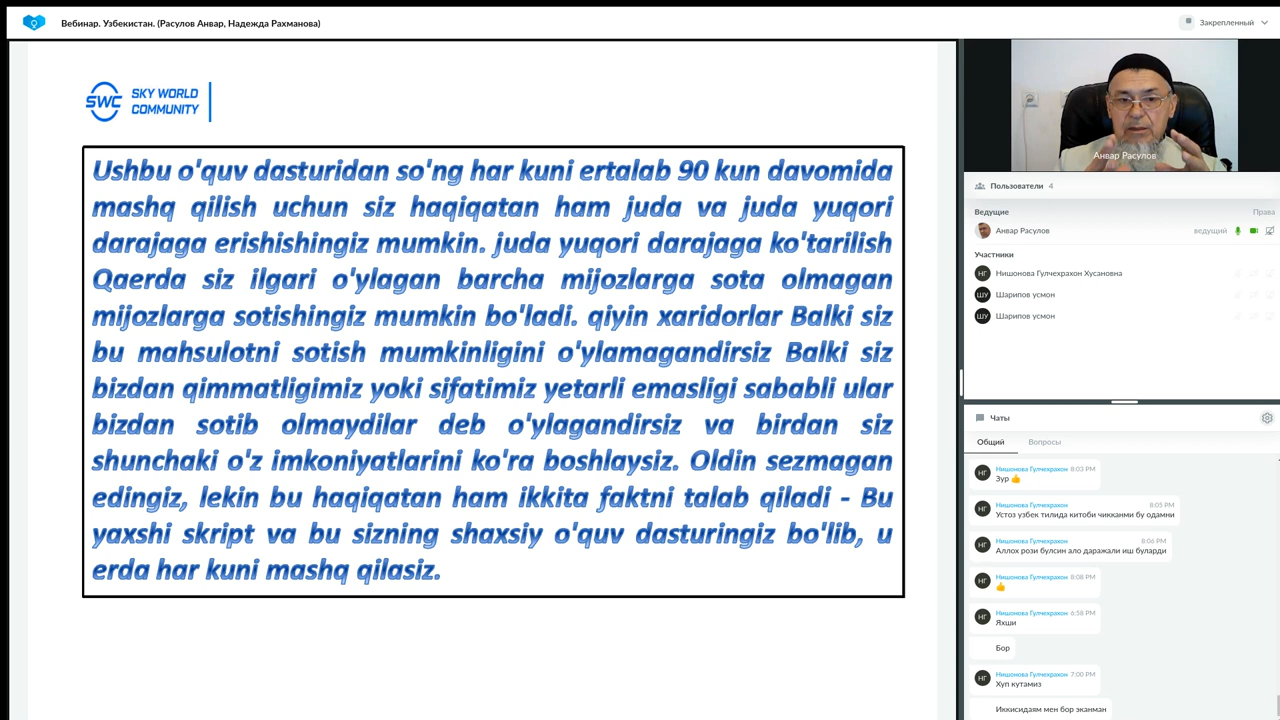 Вебинар. Узбекистан. (Расулов Анвар, Надежда Рахманова)
Закрепленный
SWC
SKY WORLD
COMMUNITY
Ushbu o'quv dasturidan so'ng har kuni ertalab 90 kun davomida
mashq qilish uchun siz haqiqatan ham juda va juda yuqori
darajaga erishishingiz mumkin. juda yuqori darajaga ko'tarilish
Qaerda siz ilgari o'ylagan barcha mijozlarga sota olmagan
mijozlarga sotishingiz mumkin bo'ladi. qiyin xaridorlar Balki siz
bu mahsulotni sotish mumkinligini o'ylamagandirsiz Balki siz
bizdan qimmatligimiz yoki sifatimiz yetarli emasligi sababli ular
bizdan sotib olmaydilar deb o'ylagandirsiz va birdan siz
shunchaki o'z imkoniyatlarini ko'ra boshlaysiz. Oldin sezmagan
edingiz, lekin bu haqiqatan ham ikkita faktni talab qiladi - Bu
yaxshi skript va bu sizning shaxsiy o'quv dasturingiz bo'lib, u
erda har kuni mashq qilasiz.
Анвар Расулов
Пользователи 4
Ведущие Права
Анвар Расулов ведущий
Участники
НГ Нишонова Гулчехрахон Хусановна
ШУ Шарипов усмон
ШУ Шарипов усмон
Чаты
Общий Вопросы
НГ Нишонова Гулчехрахон 8:03 PM
Зур 👍
НГ Нишонова Гулчехрахон 8:05 PM
Устоз узбек тилида китоби чикканми бу одамни
НГ Нишонова Гулчехрахон 8:06 PM
Аллох рози булсин ало даражали иш буларди
НГ Нишонова Гулчехрахон 8:08 PM
👍
НГ Нишонова Гулчехрахон 6:58 PM
Яхши
Бор
НГ Нишонова Гулчехрахон 7:00 PM
Хуп кутамиз
Иккисидаям мен бор эканман